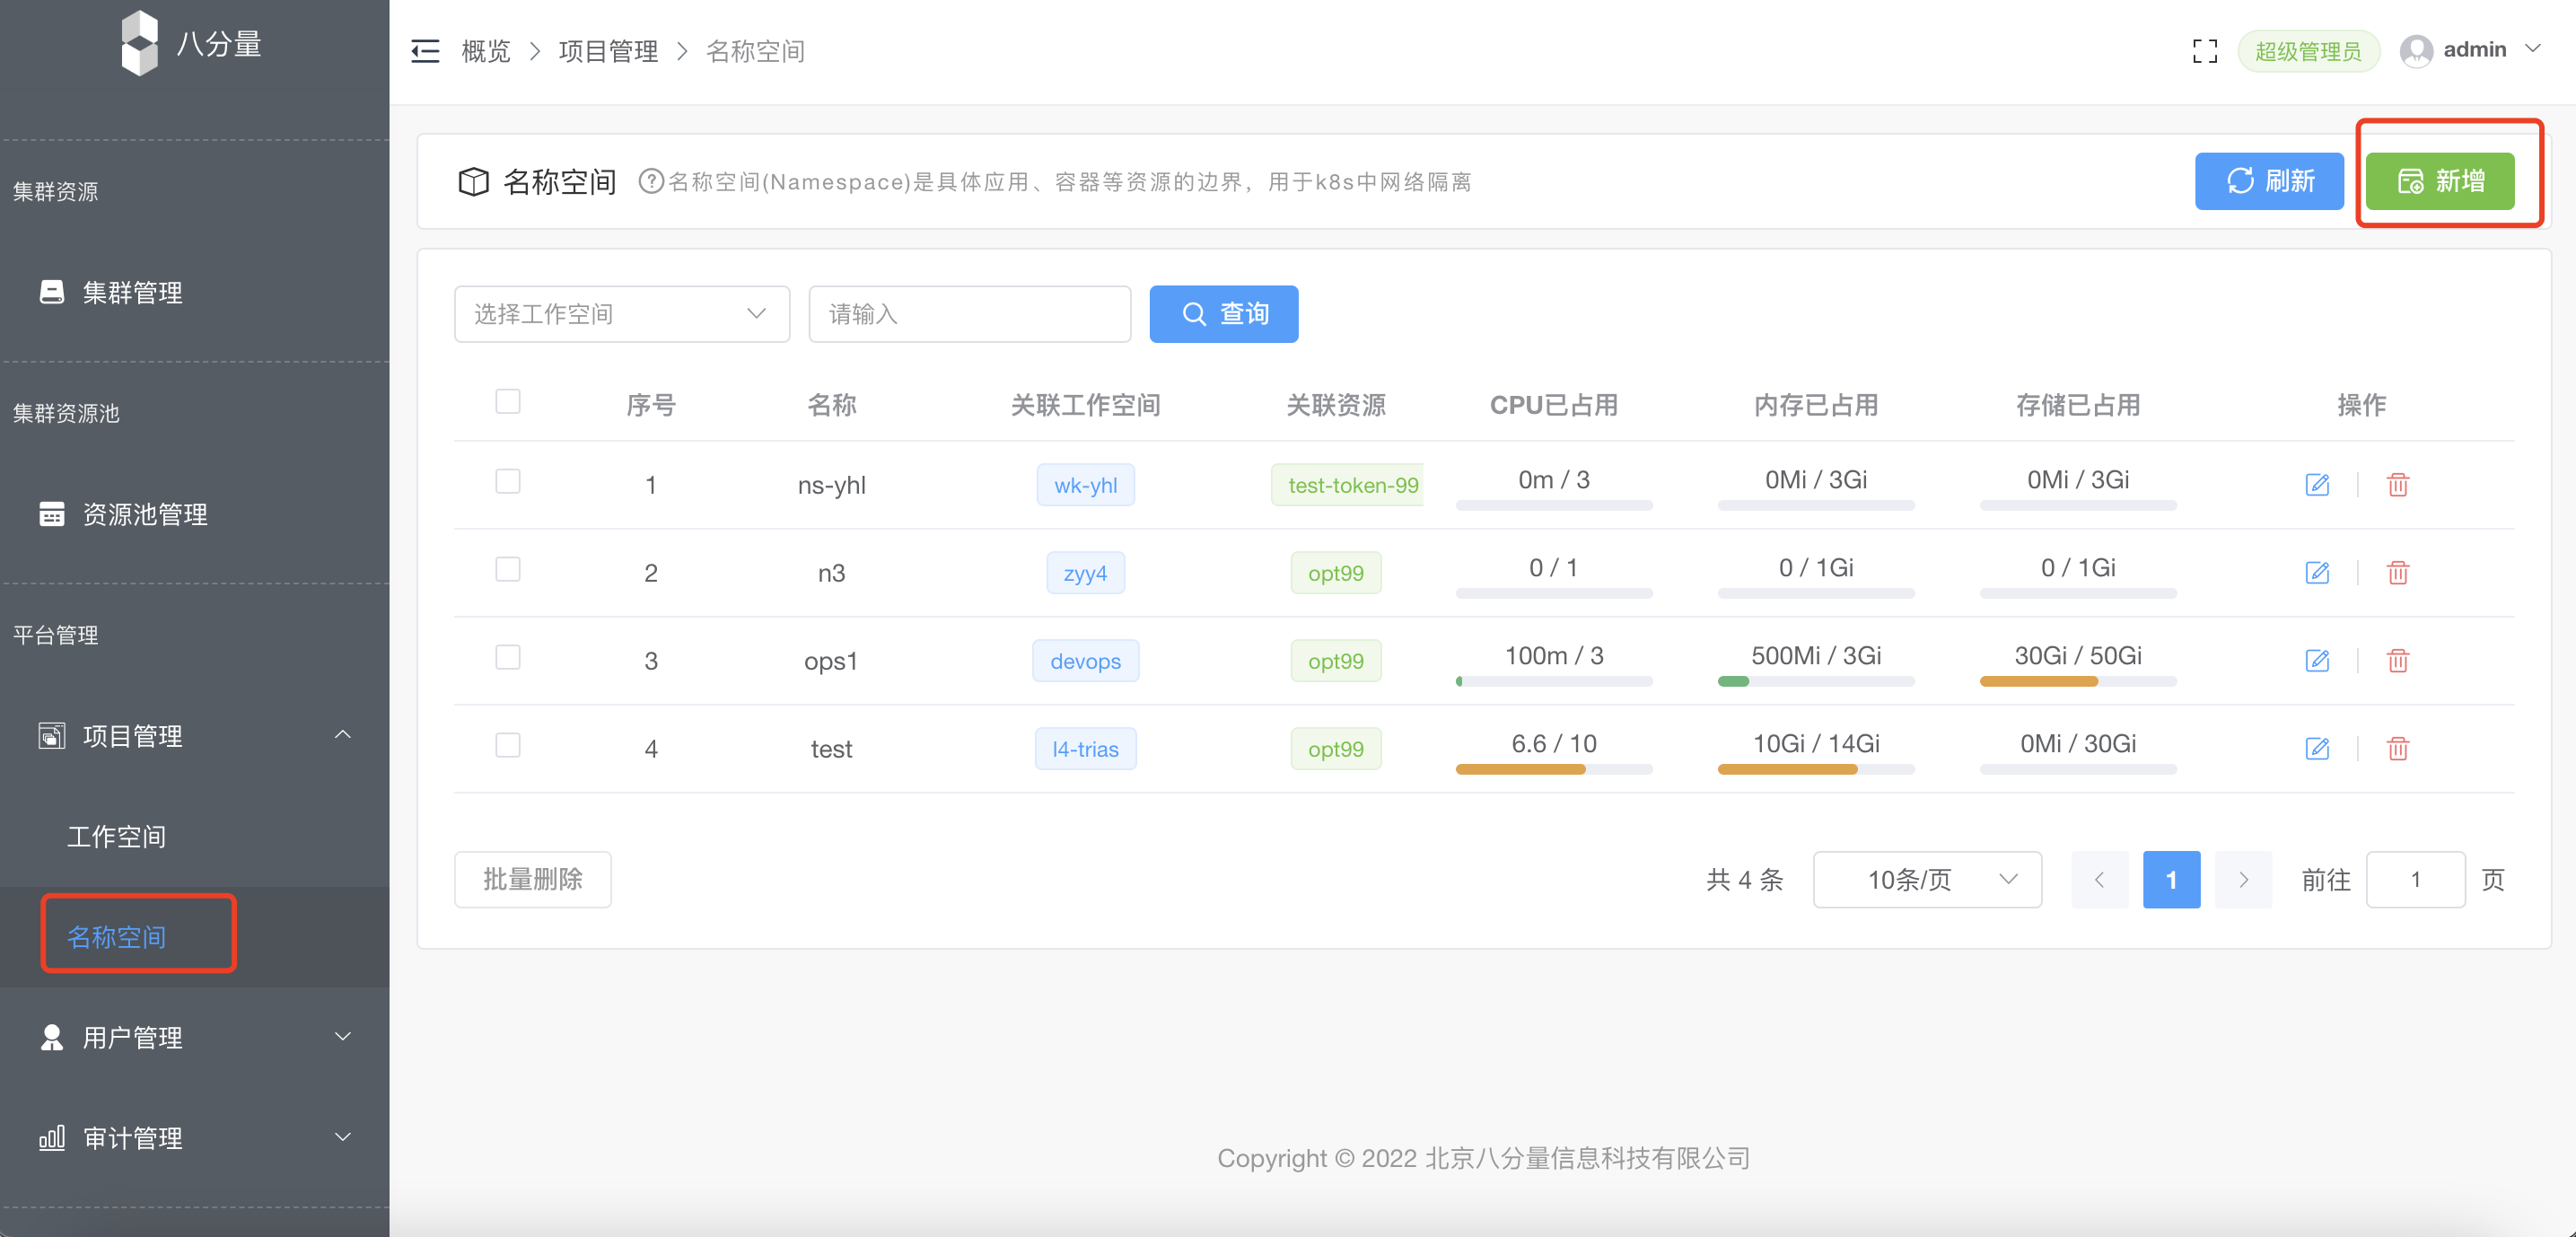 八分量
概览 > 项目管理 > 名称空间
超级管理员 admin
集群资源
集群管理
集群资源池
资源池管理
平台管理
项目管理
工作空间
名称空间
用户管理
审计管理
名称空间 名称空间(Namespace)是具体应用、容器等资源的边界，用于k8s中网络隔离
刷新 新增
选择工作空间 请输入 查询
序号 名称 关联工作空间 关联资源 CPU已占用 内存已占用 存储已占用 操作
1 ns-yhl wk-yhl test-token-99 0m / 3 0Mi / 3Gi 0Mi / 3Gi
2 n3 zyy4 opt99 0 / 1 0 / 1Gi 0 / 1Gi
3 ops1 devops opt99 100m / 3 500Mi / 3Gi 30Gi / 50Gi
4 test l4-trias opt99 6.6 / 10 10Gi / 14Gi 0Mi / 30Gi
批量删除 共 4 条 10条/页 1 前往 1 页
Copyright © 2022 北京八分量信息科技有限公司